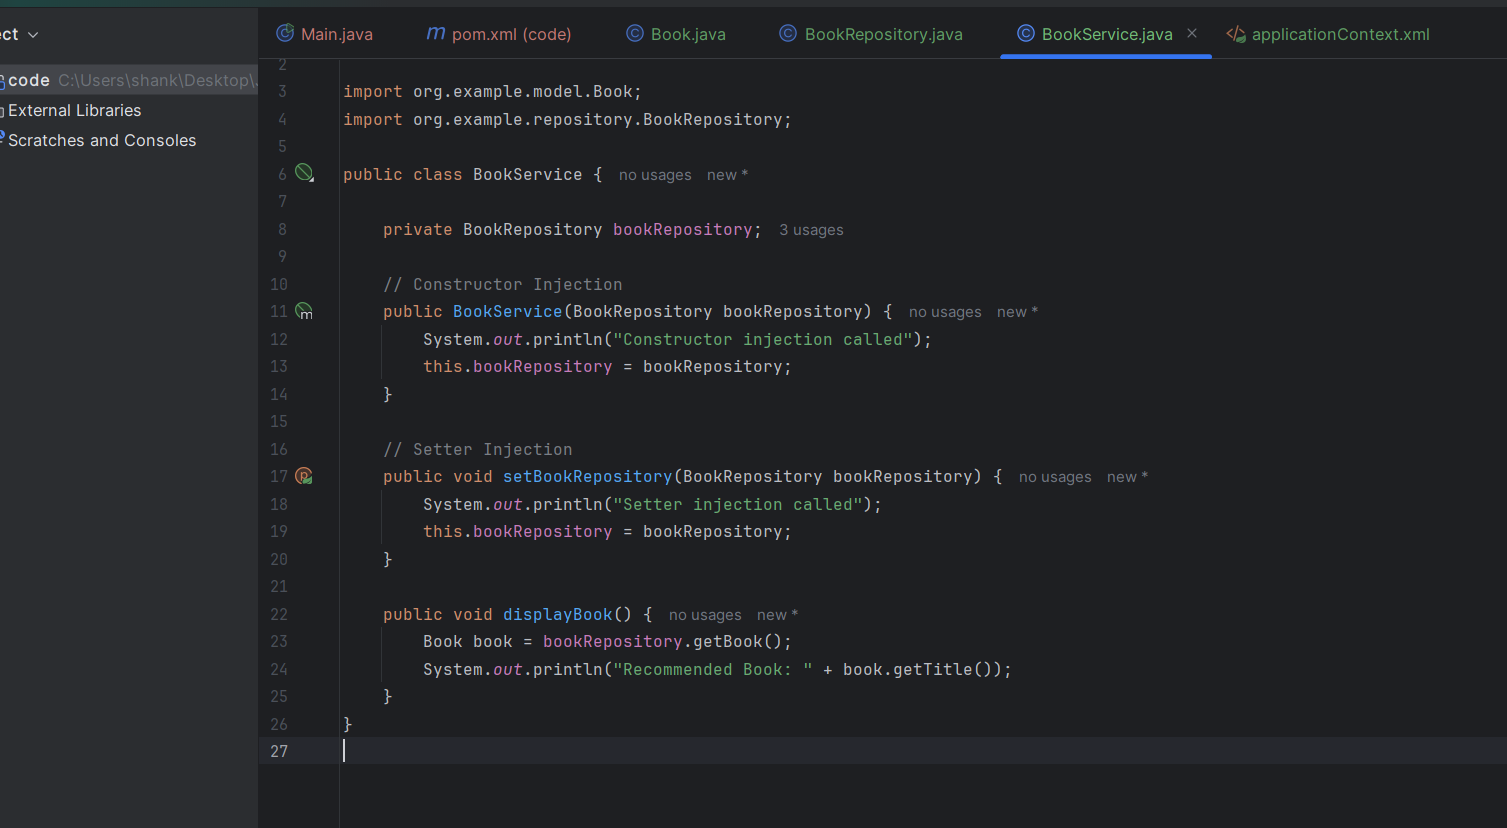 ect
Main.java
pom.xml (code)
Book.java
BookRepository.java
BookService.java
applicationContext.xml
code C:\Users\shank\Desktop\
External Libraries
Scratches and Consoles
2
3 import org.example.model.Book;
4 import org.example.repository.BookRepository;
5
6 public class BookService { no usages new *
7
8 private BookRepository bookRepository; 3 usages
9
10 // Constructor Injection
11 public BookService(BookRepository bookRepository) { no usages new *
12 System.out.println("Constructor injection called");
13 this.bookRepository = bookRepository;
14 }
15
16 // Setter Injection
17 public void setBookRepository(BookRepository bookRepository) { no usages new *
18 System.out.println("Setter injection called");
19 this.bookRepository = bookRepository;
20 }
21
22 public void displayBook() { no usages new *
23 Book book = bookRepository.getBook();
24 System.out.println("Recommended Book: " + book.getTitle());
25 }
26 }
27